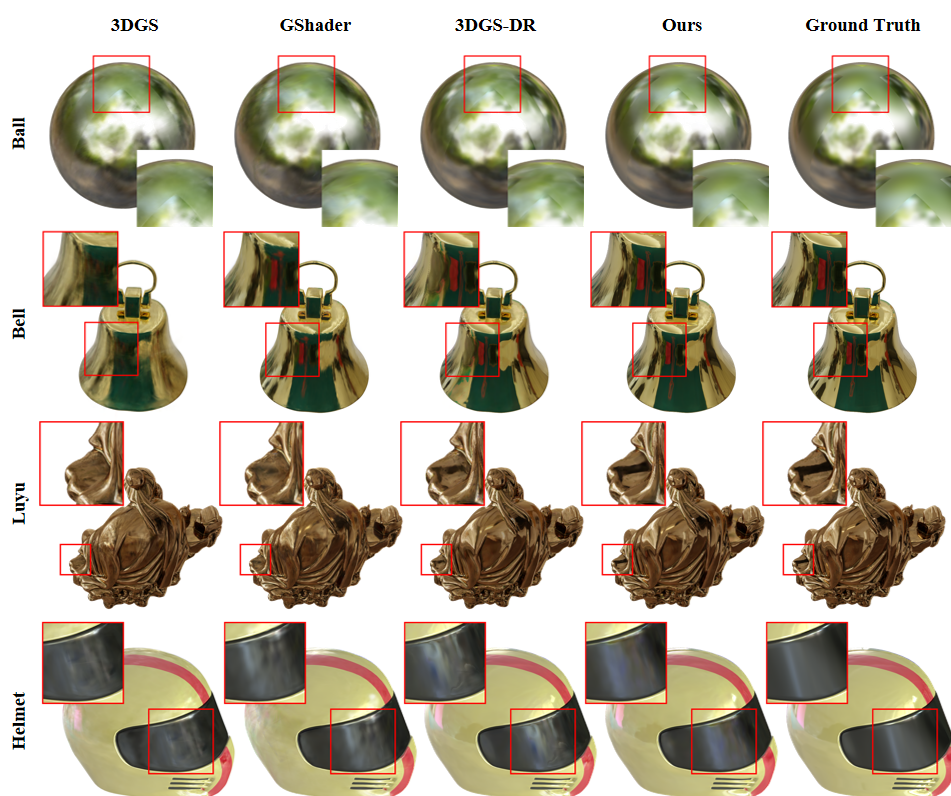 3DGS GShader 3DGS-DR Ours Ground Truth
Ball
Bell
Luyu
Helmet